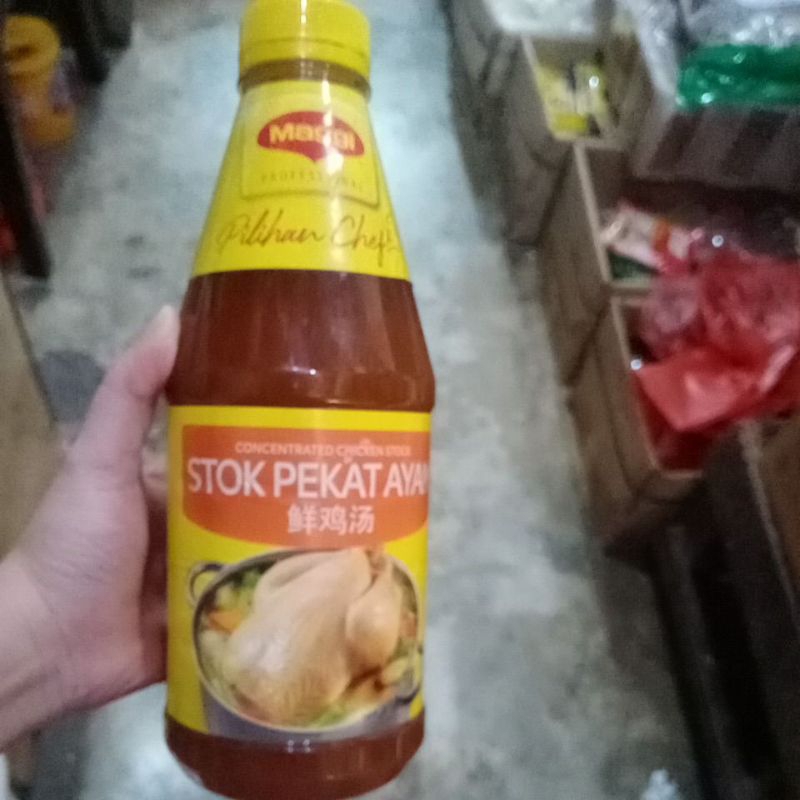 Maggi
PROFESSIONAL
Pilihan Chef
CONCENTRATED CHICKEN STOCK
STOK PEKAT AYAM
鲜鸡汤